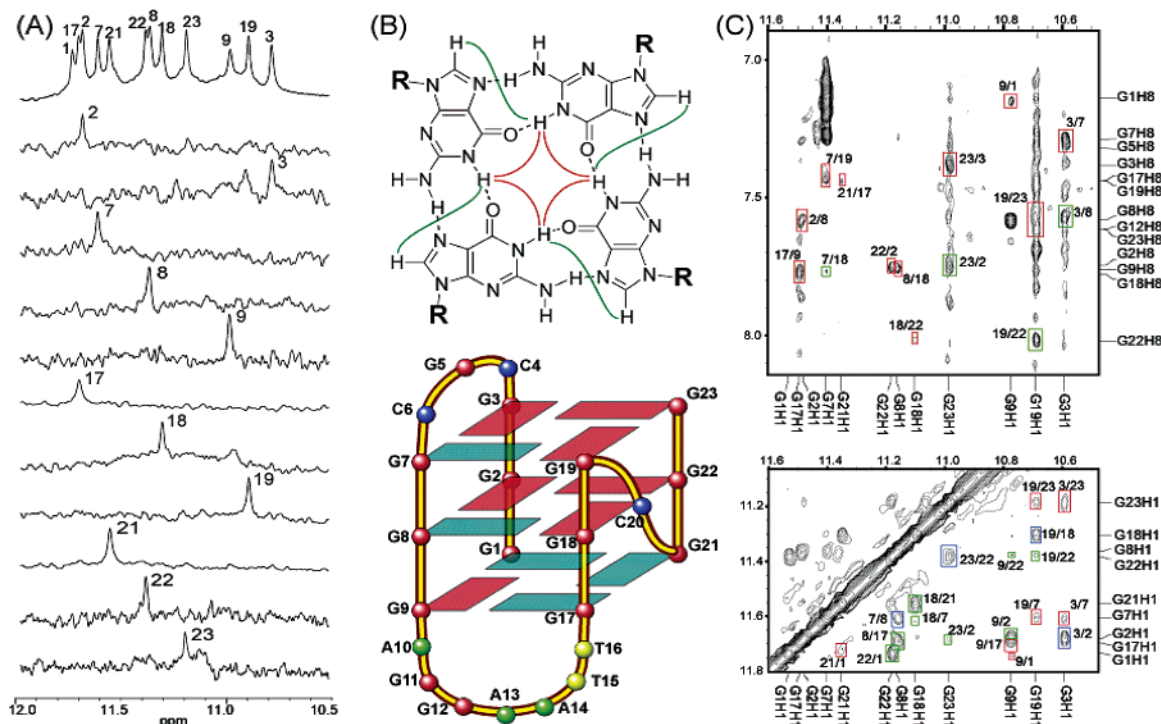 (A)
17
2
1
7
21
22
8
18
23
9
19
3
2
3
7
8
9
17
18
19
21
22
23
12.0 11.5 11.0 10.5
ppm
(B)
H
R
N
H
N
H
N
N
R
N
H
N
N
N
O
H
N
O
N
N
H
N
H
H
H
N
H
N
H
H
H
N
O
O
N
H
N
N
H
N
H
N
N
N
H
N
N
N
H
R
R
H
G5
C4
G3
G23
C6
G7
G19
G2
G22
C20
G8
G1
G18
G21
G9
G17
A10
T16
G11
T15
G12
A13
A14
(C)
11.6 11.4 11.2 11.0 10.8 10.6
7.0
7.5
8.0
9/1
3/7
7/19
23/3
21/17
19/23
2/8
3/8
17/9
7/18
22/2
8/18
23/2
18/22
19/22
G1H8
G7H8
G5H8
G3H8
G17H8
G19H8
G8H8
G12H8
G23H8
G2H8
G9H8
G18H8
G22H8
G1H1
G17H1
G2H1
G7H1
G21H1
G22H1
G8H1
G18H1
G23H1
G9H1
G19H1
G3H1
11.6 11.4 11.2 11.0 10.8 10.6
11.2
11.4
11.6
11.8
19/23
3/23
19/18
23/22
9/22
19/22
18/21
7/8
18/7
19/7
3/7
8/17
23/2
9/2
3/2
9/17
21/1
22/1
9/1
G23H1
G18H1
G8H1
G22H1
G21H1
G7H1
G2H1
G17H1
G1H1
G1H1
G17H1
G2H1
G7H1
G21H1
G22H1
G8H1
G18H1
G23H1
G9H1
G19H1
G3H1